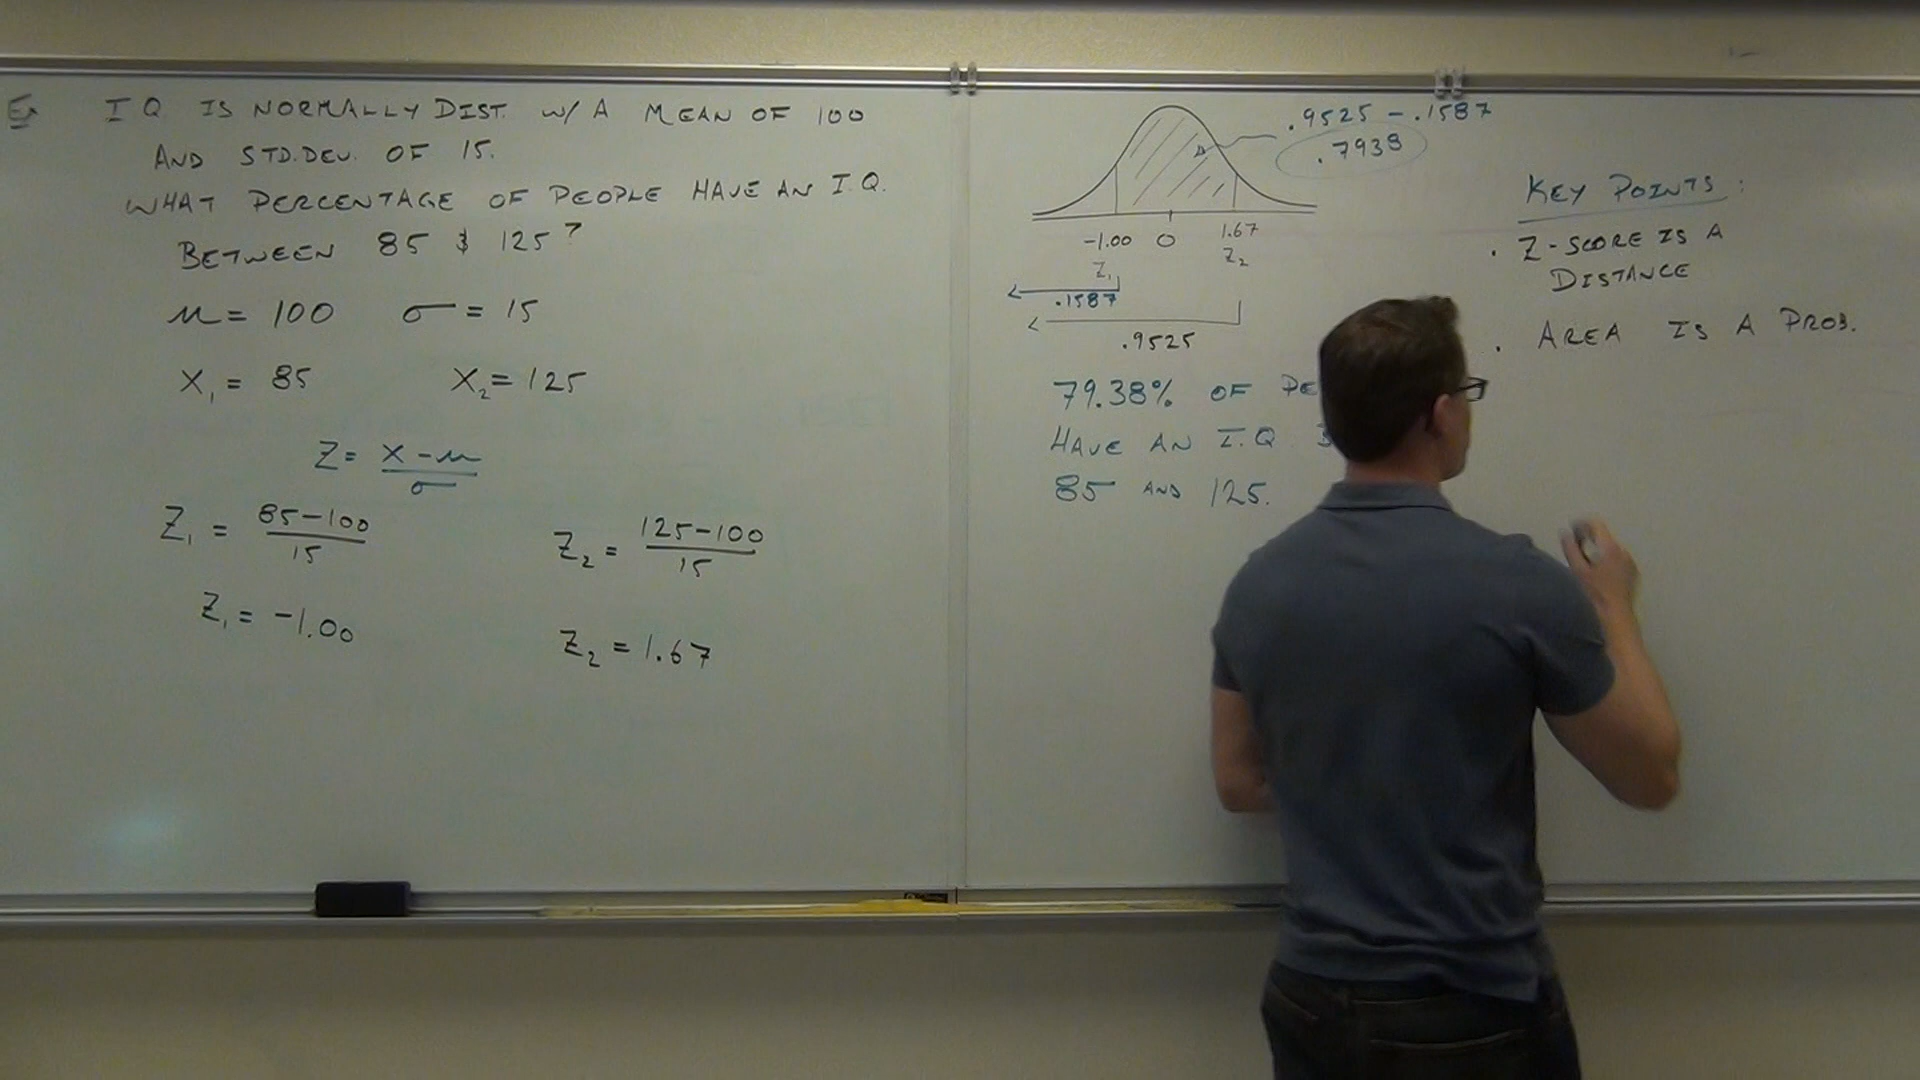 Ex IQ IS NORMALLY DIST. W/ A MEAN OF 100
AND STD.DEV. OF 15.
WHAT PERCENTAGE OF PEOPLE HAVE AN I.Q.
BETWEEN 85 & 125?
μ = 100 σ = 15
X₁ = 85 X₂ = 125
Z = (X - μ) / σ
Z₁ = (85-100) / 15
Z₂ = (125-100) / 15
Z₁ = -1.00
Z₂ = 1.67
.9525 - .1587
.7938
-1.00 0 1.67
Z₁ Z₂
.1587
.9525
79.38% OF
HAVE AN I.Q.
85 AND 125.
KEY POINTS:
· Z-SCORE IS A
DISTANCE
· AREA IS A PROB.